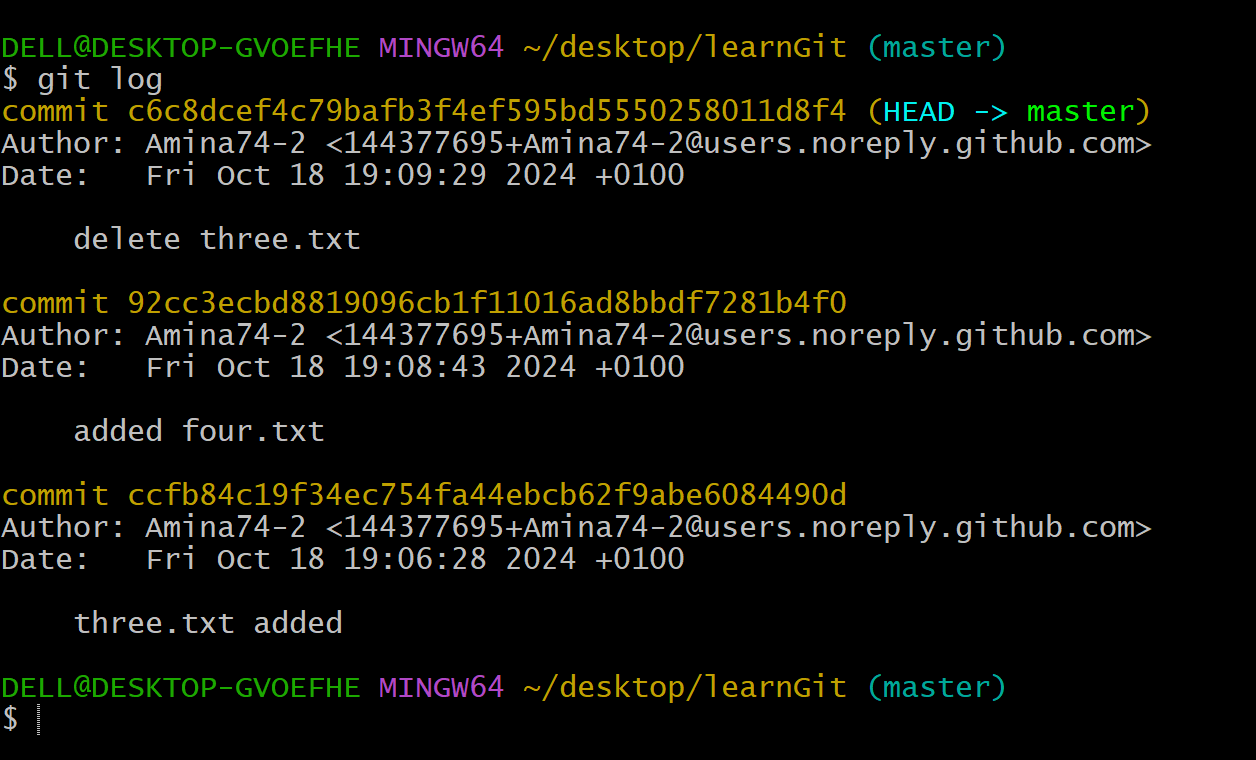 DELL@DESKTOP-GVOEFHE MINGW64 ~/desktop/learnGit (master)
$ git log
commit c6c8dcef4c79bafb3f4ef595bd5550258011d8f4 (HEAD -> master)
Author: Amina74-2 <144377695+Amina74-2@users.noreply.github.com>
Date:   Fri Oct 18 19:09:29 2024 +0100
    delete three.txt
commit 92cc3ecbd8819096cb1f11016ad8bbdf7281b4f0
Author: Amina74-2 <144377695+Amina74-2@users.noreply.github.com>
Date:   Fri Oct 18 19:08:43 2024 +0100
    added four.txt
commit ccfb84c19f34ec754fa44ebcb62f9abe6084490d
Author: Amina74-2 <144377695+Amina74-2@users.noreply.github.com>
Date:   Fri Oct 18 19:06:28 2024 +0100
    three.txt added
DELL@DESKTOP-GVOEFHE MINGW64 ~/desktop/learnGit (master)
$